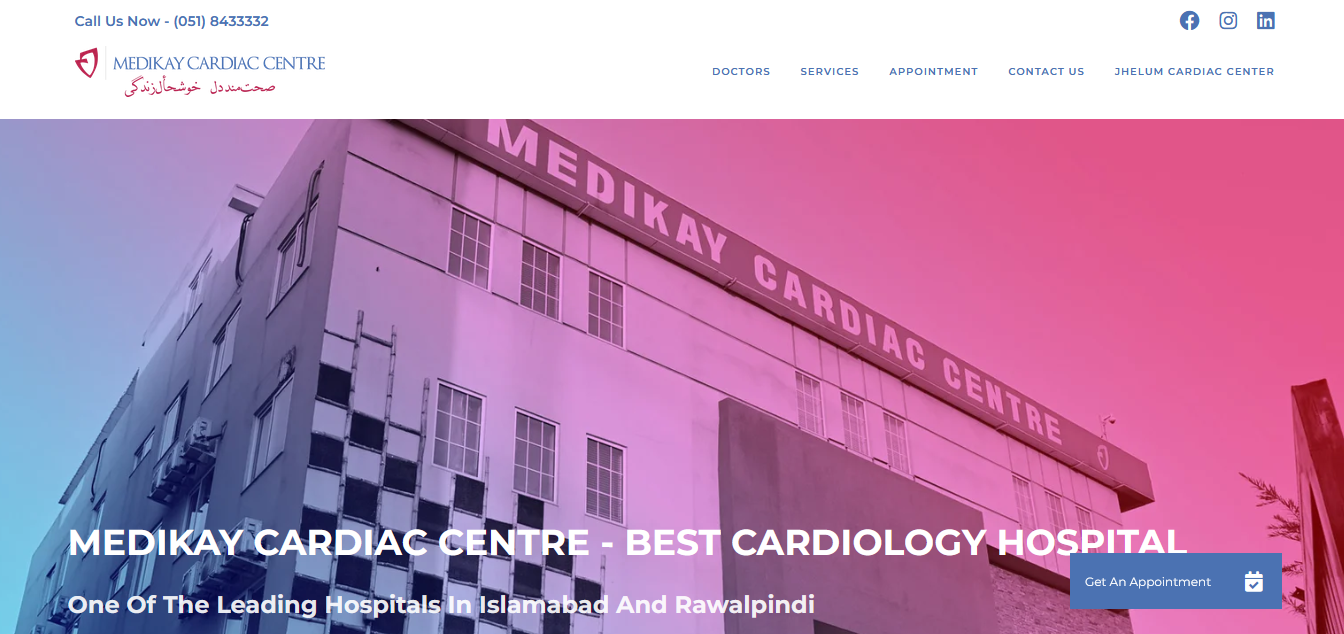 Call Us Now - (051) 8433332
MEDIKAY CARDIAC CENTRE
صحت‌مند دل خوشحال زندگی
DOCTORS SERVICES APPOINTMENT CONTACT US JHELUM CARDIAC CENTER
MEDIKAY CARDIAC CENTRE
MEDIKAY CARDIAC CENTRE - BEST CARDIOLOGY HOSPITAL
One Of The Leading Hospitals In Islamabad And Rawalpindi
Get An Appointment